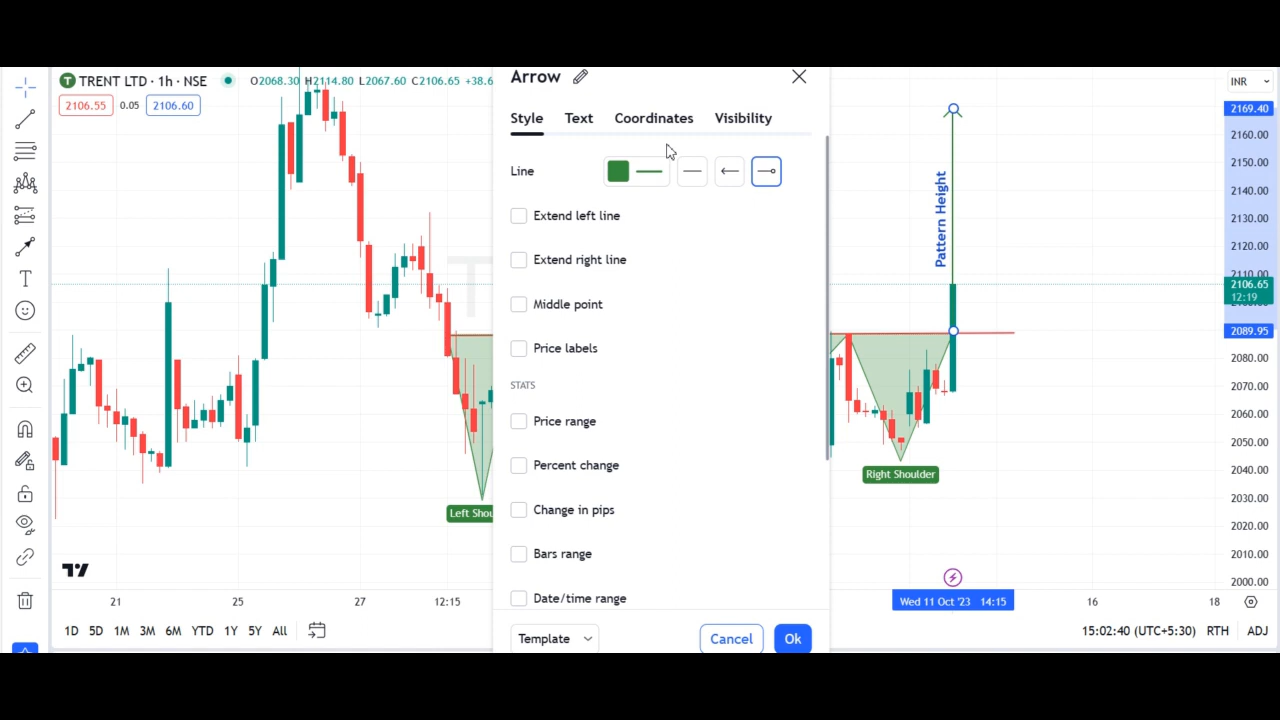 T TRENT LTD · 1h · NSE
O2068.30 H2114.80 L2067.60 C2106.65 +38.6
2106.55 0.05 2106.60
Arrow
Style Text Coordinates Visibility
Line
Extend left line
Extend right line
Middle point
Price labels
STATS
Price range
Percent change
Change in pips
Bars range
Date/time range
Template
Cancel
Ok
Left Shou
Pattern Height
Right Shoulder
INR
2169.40
2160.00
2150.00
2140.00
2130.00
2120.00
2110.00
2106.65
12:19
2089.95
2080.00
2070.00
2060.00
2050.00
2040.00
2030.00
2020.00
2010.00
2000.00
21 25 27 12:15 Wed 11 Oct '23 14:15 16 18
1D 5D 1M 3M 6M YTD 1Y 5Y All
15:02:40 (UTC+5:30) RTH ADJ